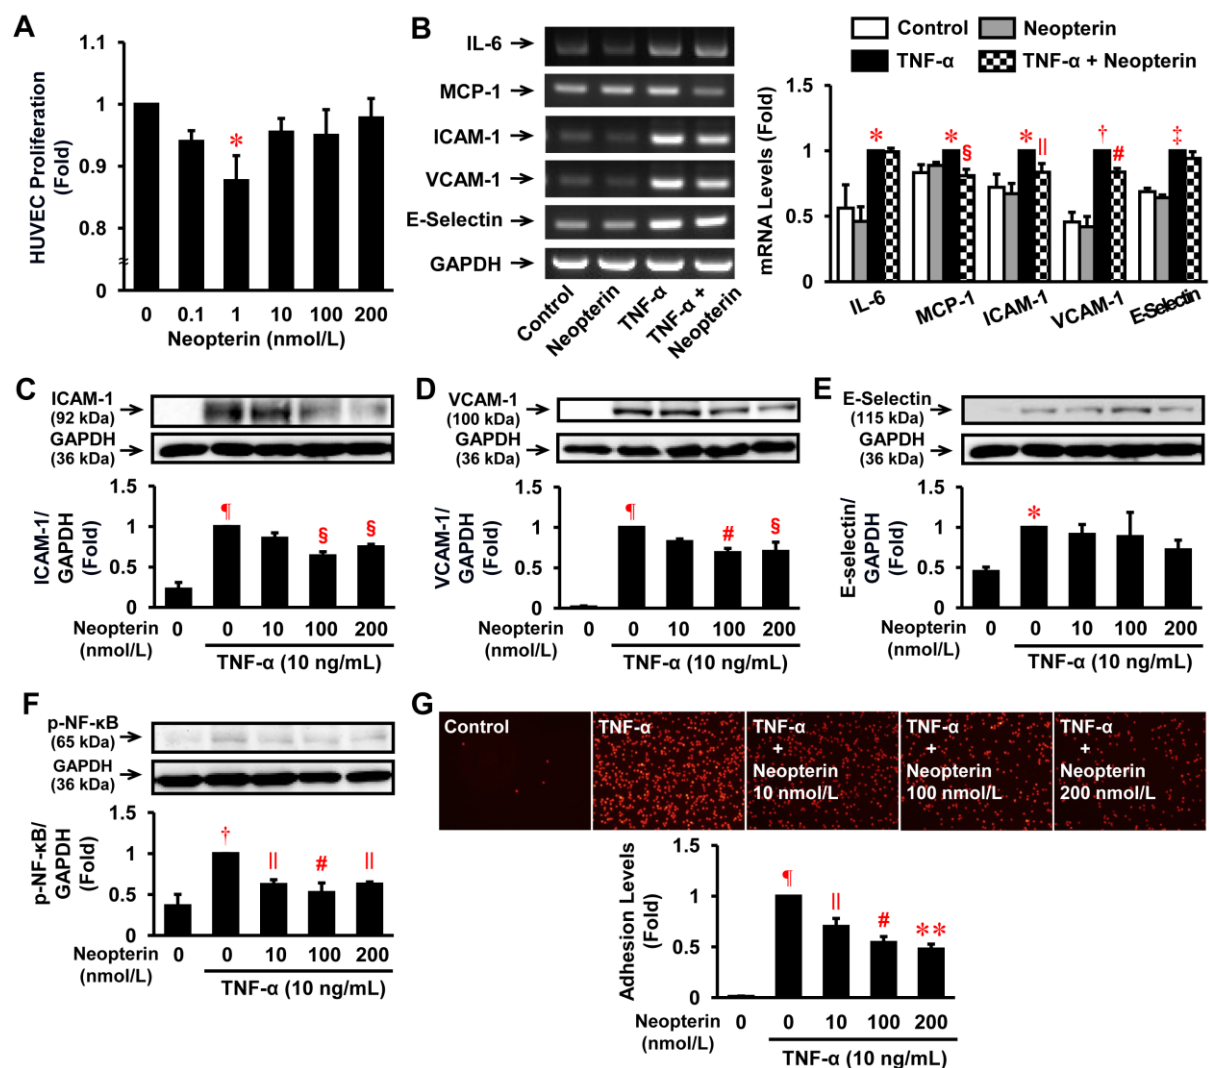 A
1.1
1
0.9
0.8
0
HUVEC Proliferation
(Fold)
*
0 0.1 1 10 100 200
Neopterin (nmol/L)
B
IL-6
MCP-1
ICAM-1
VCAM-1
E-Selectin
GAPDH
Control
Neopterin
TNF-α
TNF-α +
Neopterin
Control Neopterin
TNF-α TNF-α + Neopterin
mRNA Levels (Fold)
1.5
1
0.5
0
* * § * || † # ‡
IL-6 MCP-1 ICAM-1 VCAM-1 E-Selectin
C
ICAM-1
(92 kDa)
GAPDH
(36 kDa)
ICAM-1/
GAPDH
(Fold)
1.5
1
0.5
0
¶ § §
Neopterin 0 0 10 100 200
(nmol/L)
TNF-α (10 ng/mL)
D
VCAM-1
(100 kDa)
GAPDH
(36 kDa)
VCAM-1/
GAPDH
(Fold)
1.5
1
0.5
0
¶ # §
Neopterin 0 0 10 100 200
(nmol/L)
TNF-α (10 ng/mL)
E
E-Selectin
(115 kDa)
GAPDH
(36 kDa)
E-selectin/
GAPDH
(Fold)
1.5
1
0.5
0
*
Neopterin 0 0 10 100 200
(nmol/L)
TNF-α (10 ng/mL)
F
p-NF-κB
(65 kDa)
GAPDH
(36 kDa)
p-NF-κB/
GAPDH
(Fold)
1.5
1
0.5
0
† || # ||
Neopterin 0 0 10 100 200
(nmol/L)
TNF-α (10 ng/mL)
G
Control
TNF-α
TNF-α
+
Neopterin
10 nmol/L
TNF-α
+
Neopterin
100 nmol/L
TNF-α
+
Neopterin
200 nmol/L
Adhesion Levels
(Fold)
1.5
1
0.5
0
¶ || # **
Neopterin 0 0 10 100 200
(nmol/L)
TNF-α (10 ng/mL)